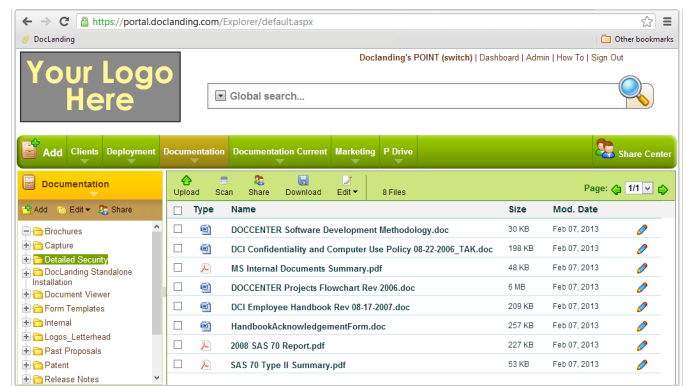 https://portal.doclanding.com/Explorer/default.aspx
DocLanding
Other bookmarks
Your Logo
Here
Doclanding's POINT (switch) | Dashboard | Admin | How To | Sign Out
Global search...
Add Clients Deployment Documentation Documentation Current Marketing P Drive Share Center
Documentation
Add Edit Share
Brochures
Capture
Detailed Security
DocLanding Standalone
Installation
Document Viewer
Form Templates
Internal
Logos_Letterhead
Past Proposals
Patent
Release Notes
Upload Scan Share Download Edit 8 Files Page: 1/1
Type Name Size Mod. Date
DOCCENTER Software Development Methodology.doc 30 KB Feb 07, 2013
DCI Confidentiality and Computer Use Policy 08-22-2006_TAK.doc 198 KB Feb 07, 2013
MS Internal Documents Summary.pdf 48 KB Feb 07, 2013
DOCCENTER Projects Flowchart Rev 2006.doc 6 MB Feb 07, 2013
DCI Employee Handbook Rev 08-17-2007.doc 209 KB Feb 07, 2013
HandbookAcknowledgementForm.doc 257 KB Feb 07, 2013
2008 SAS 70 Report.pdf 227 KB Feb 07, 2013
SAS 70 Type II Summary.pdf 53 KB Feb 07, 2013